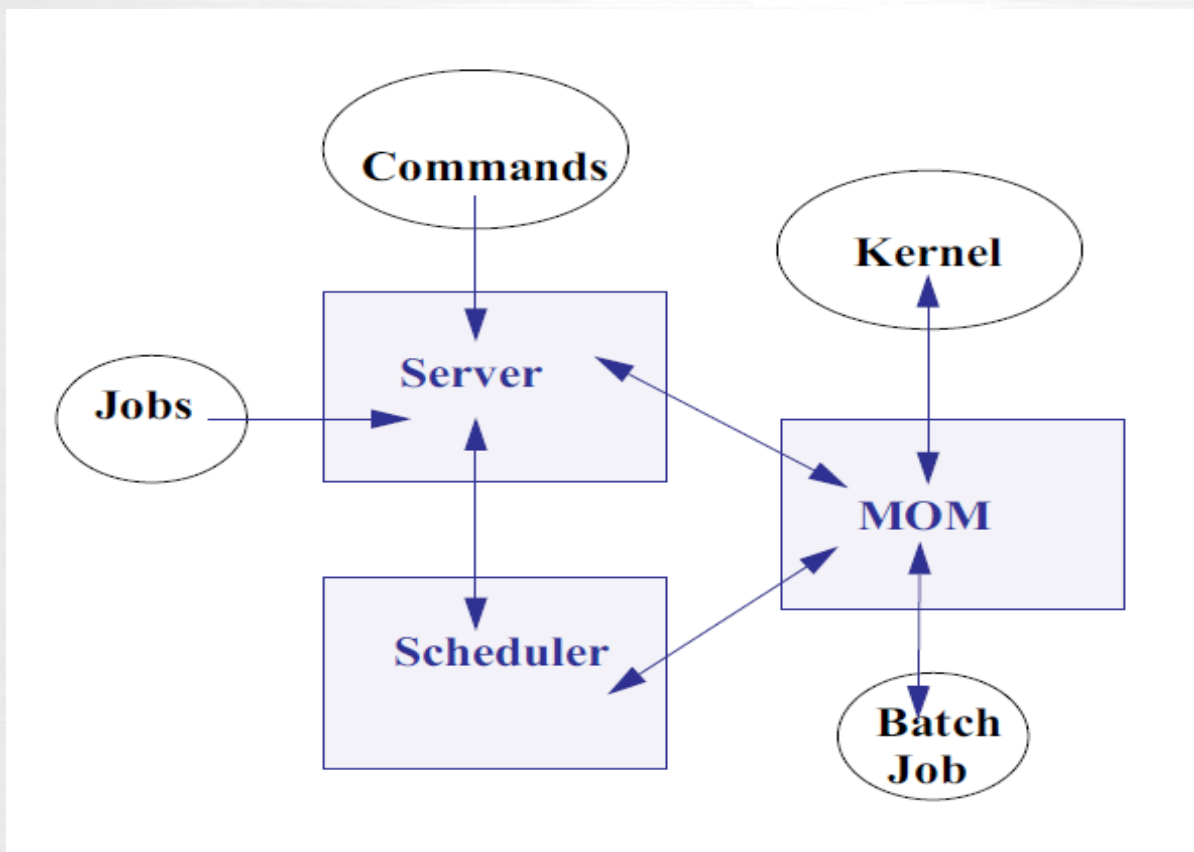 Commands
Kernel
Server
Jobs
MOM
Scheduler
Batch
Job